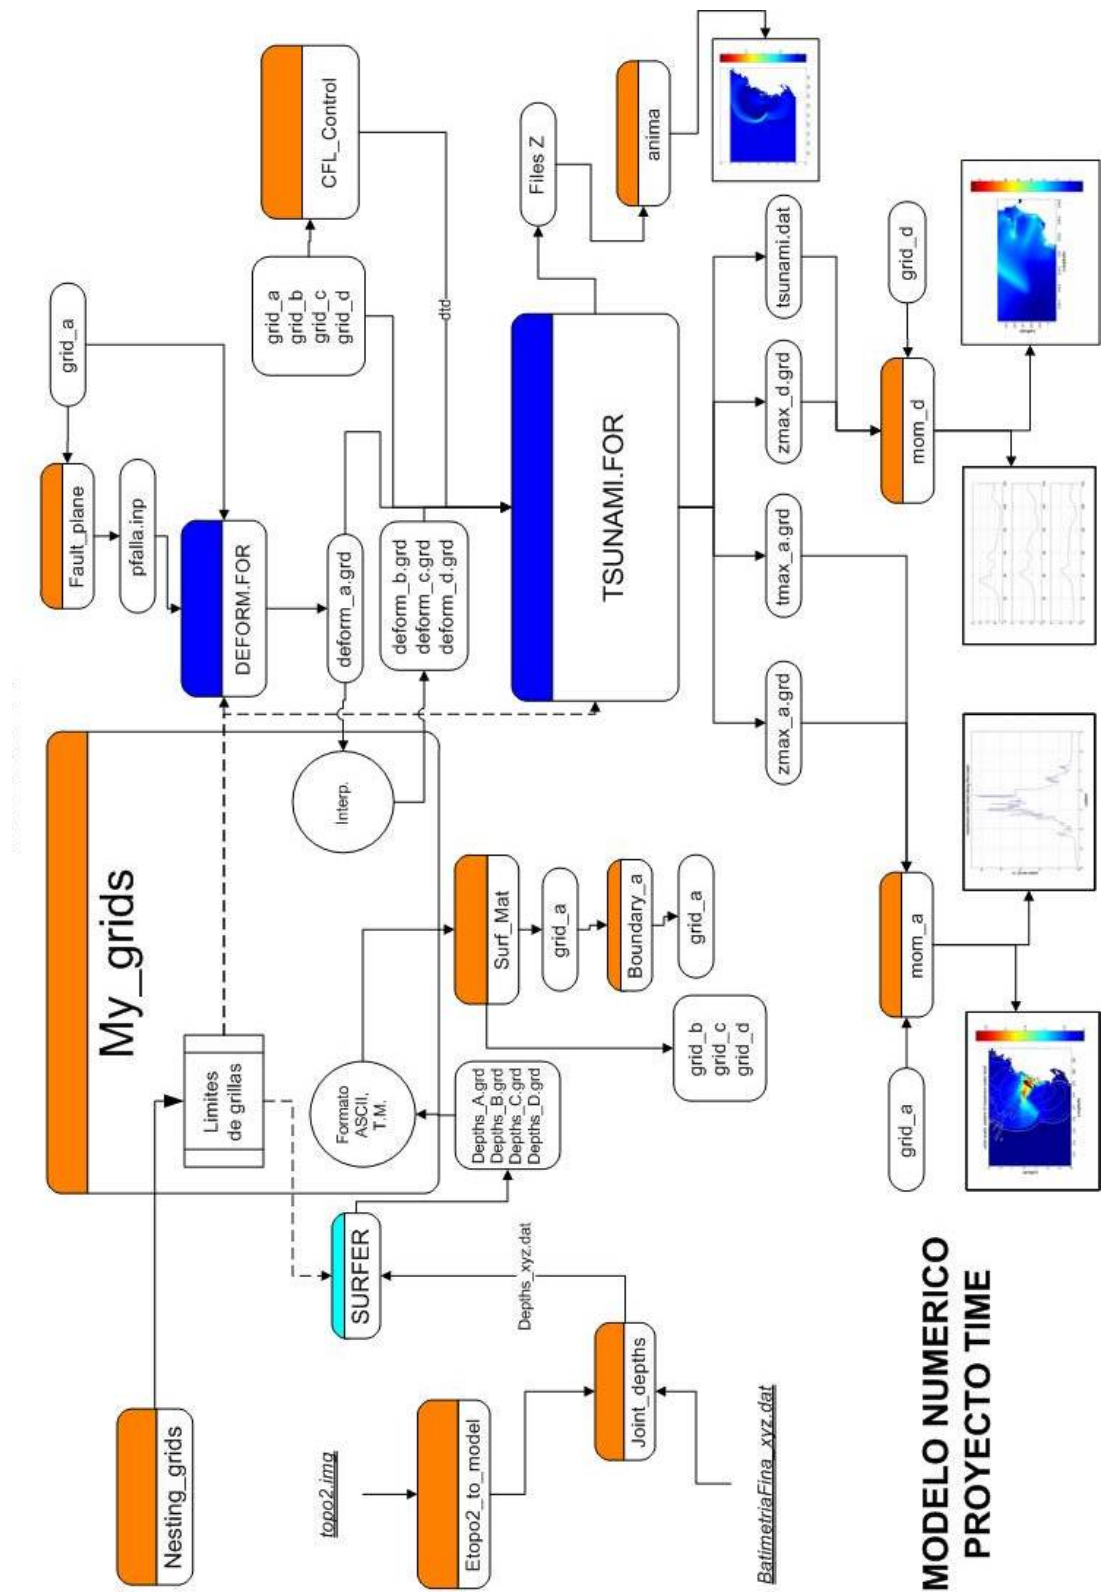 Nesting_grids
topo2.img
Etopo2_to_model
BatimetriaFina_xyz.dat
Joint_depths
Depths_xyz.dat
SURFER
My_grids
Limites
de grillas
Formato
ASCII,
T.M.
Depths_A.grd
Depths_B.grd
Depths_C.grd
Depths_D.grd
Surf_Mat
grid_a
Boundary_a
grid_a
grid_b
grid_c
grid_d
Interp.
grid_a
Fault_plane
pfalla.inp
DEFORM.FOR
deform_a.grd
deform_b.grd
deform_c.grd
deform_d.grd
grid_a
grid_b
grid_c
grid_d
CFL_Control
dtd
TSUNAMI.FOR
Files Z
anima
zmax_a.grd
tmax_a.grd
zmax_d.grd
tsunami.dat
grid_a
mom_a
mom_d
grid_d
MODELO NUMERICO
PROYECTO TIME